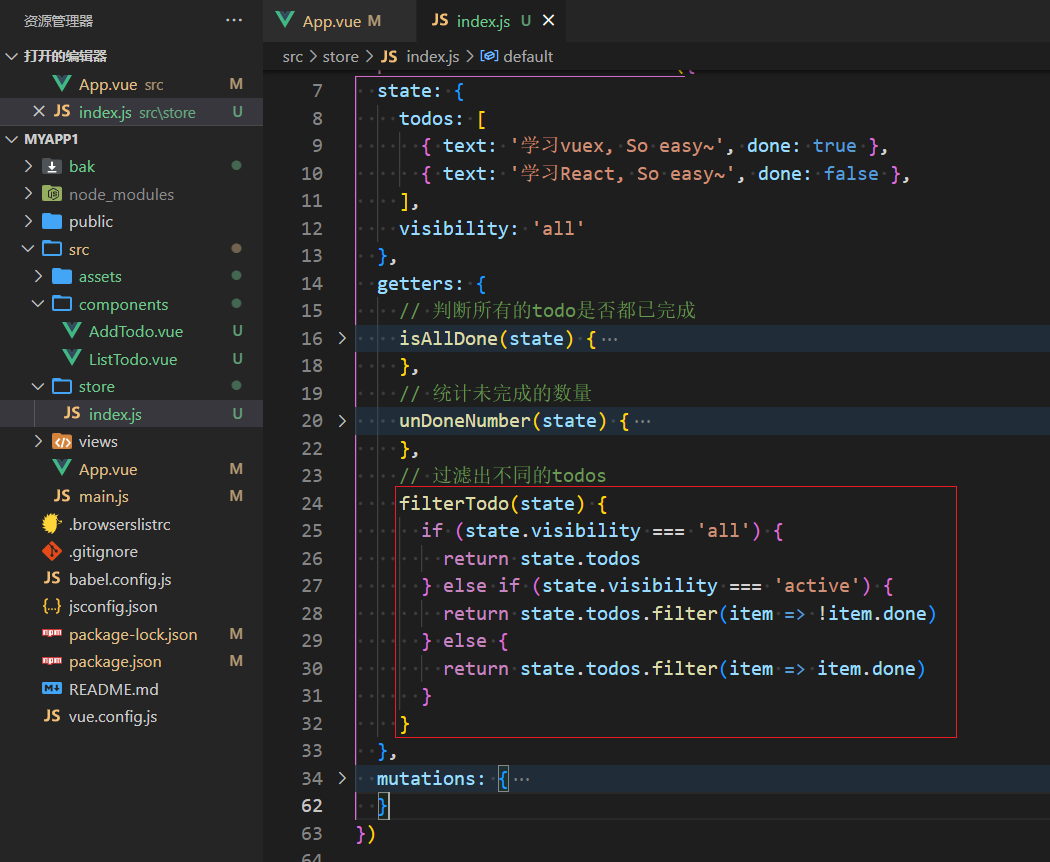 资源管理器 ···
打开的编辑器
App.vue src M
JS index.js src\store U
MYAPP1
bak
node_modules
public
src
assets
components
AddTodo.vue U
ListTodo.vue U
store
JS index.js U
views
App.vue M
JS main.js M
.browserslistrc
.gitignore
JS babel.config.js
{..} jsconfig.json
npm package-lock.json M
npm package.json M
README.md
JS vue.config.js
App.vue M
JS index.js U
src > store > JS index.js > default
7 state: {
8 todos: [
9 { text: '学习vuex, So easy~', done: true },
10 { text: '学习React, So easy~', done: false },
11 ],
12 visibility: 'all'
13 },
14 getters: {
15 // 判断所有的todo是否都已完成
16 isAllDone(state) { ···
18 },
19 // 统计未完成的数量
20 unDoneNumber(state) { ···
22 },
23 // 过滤出不同的todos
24 filterTodo(state) {
25 if (state.visibility === 'all') {
26 return state.todos
27 } else if (state.visibility === 'active') {
28 return state.todos.filter(item => !item.done)
29 } else {
30 return state.todos.filter(item => item.done)
31 }
32 }
33 },
34 mutations: { ···
62 }
63 })
64